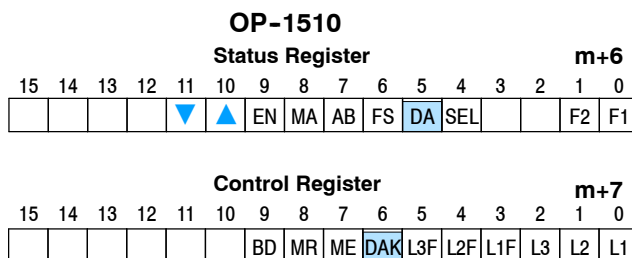 OP-1510
Status Register m+6
15 14 13 12 11 10 9 8 7 6 5 4 3 2 1 0
EN MA AB FS DA SEL F2 F1
Control Register m+7
15 14 13 12 11 10 9 8 7 6 5 4 3 2 1 0
BD MR ME DAK L3F L2F L1F L3 L2 L1